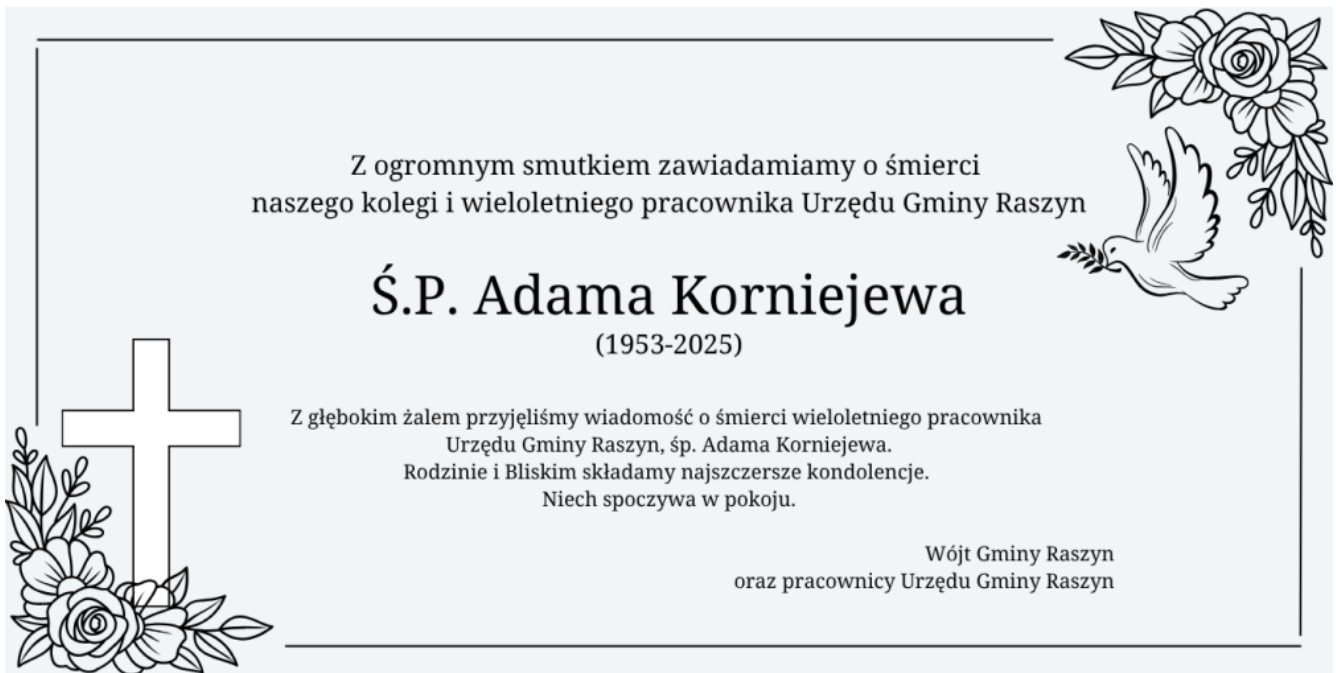 Z ogromnym smutkiem zawiadamiamy o śmierci
naszego kolegi i wieloletniego pracownika Urzędu Gminy Raszyn
Ś.P. Adama Korniejewa
(1953-2025)
Z głębokim żalem przyjęliśmy wiadomość o śmierci wieloletniego pracownika
Urzędu Gminy Raszyn, śp. Adama Korniejewa.
Rodzinie i Bliskim składamy najszczersze kondolencje.
Niech spoczywa w pokoju.
Wójt Gminy Raszyn
oraz pracownicy Urzędu Gminy Raszyn